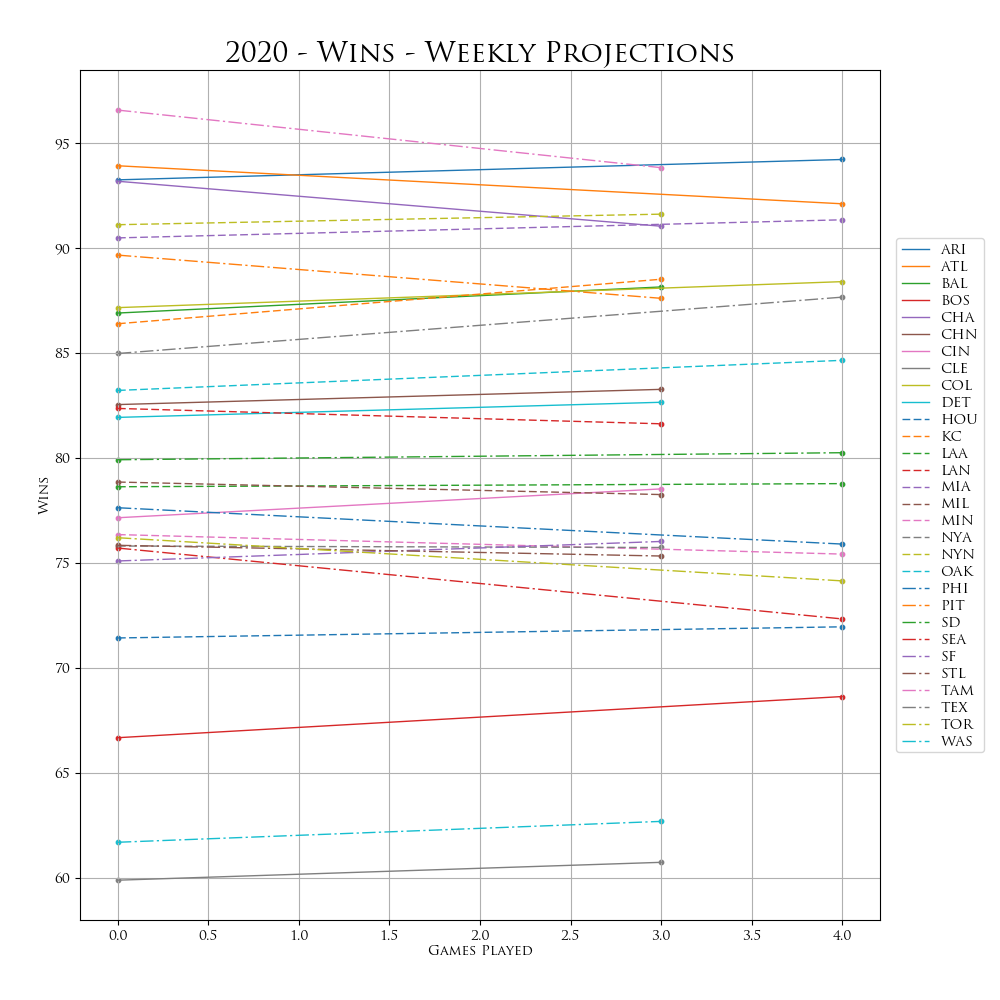 2020 - Wins - Weekly Projections
95
90
85
80
75
70
65
60
Wins
0.0 0.5 1.0 1.5 2.0 2.5 3.0 3.5 4.0
Games Played
ARI
ATL
BAL
BOS
CHA
CHN
CIN
CLE
COL
DET
HOU
KC
LAA
LAN
MIA
MIL
MIN
NYA
NYN
OAK
PHI
PIT
SD
SEA
SF
STL
TAM
TEX
TOR
WAS